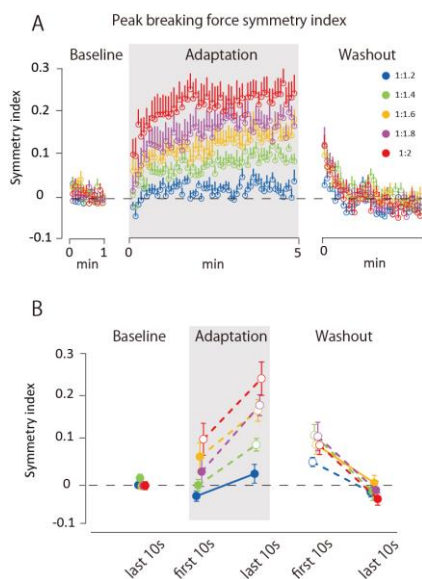 Peak breaking force symmetry index
A
Baseline
Adaptation
Washout
Symmetry index
0.3
0.2
0.1
0
-0.1
1:1.2
1:1.4
1:1.6
1:1.8
1:2
0 1
min
0 5
min
0
min
B
Baseline
Adaptation
Washout
Symmetry index
0.3
0.2
0.1
0
-0.1
last 10s
first 10s
last 10s
first 10s
last 10s